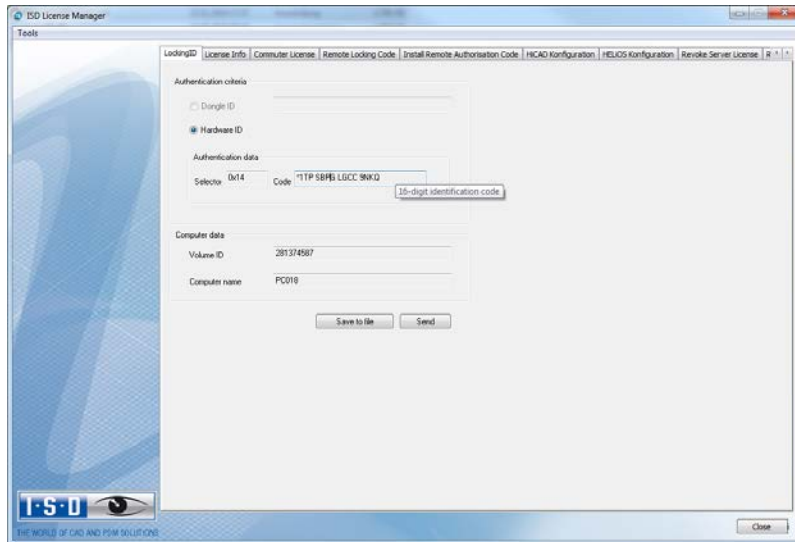 ISD License Manager
Tools
LockingID License Info Commuter License Remote Locking Code Install Remote Authorisation Code HiCAD Konfiguration HELiOS Konfiguration Revoke Server License R
Authentication criteria
Dongle ID
Hardware ID
Authentication data
Selector 0x14 Code *1TP LGCC 9NKQ
16-digit identification code
Computer data
Volume ID 281374587
Computer name PC018
Save to file Send
I·S·D
THE WORLD OF CAD AND PDM SOLUTIONS
Close